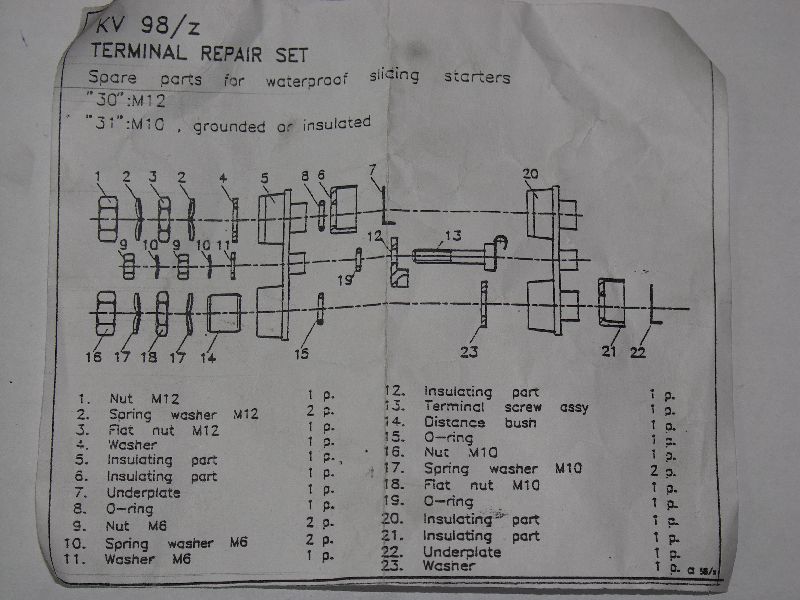 KV 98/z
TERMINAL REPAIR SET
Spare parts for waterproof sliding starters
"30":M12
"31":M10 , grounded or insulated
1 2 3 2 4 5 8 6 7 20
9 10 9 10 11 19 12 13
16 17 18 17 14 15 23 21 22
1. Nut M12 1 p.
2. Spring washer M12 2 p.
3. Flat nut M12 1 p.
4. Washer 1 p.
5. Insulating part 1 p.
6. Insulating part 1 p.
7. Underplate 1 p.
8. O-ring 1 p.
9. Nut M6 2 p.
10. Spring washer M6 2 p.
11. Washer M6 1 p.
12. Insulating part 1 p.
13. Terminal screw assy 1 p.
14. Distance bush 1 p.
15. O-ring 1 p.
16. Nut M10 1 p.
17. Spring washer M10 2 p.
18. Flat nut M10 1 p.
19. O-ring 1 p.
20. Insulating part 1 p.
21. Insulating part 1 p.
22. Underplate 1 p.
23. Washer 1 p.